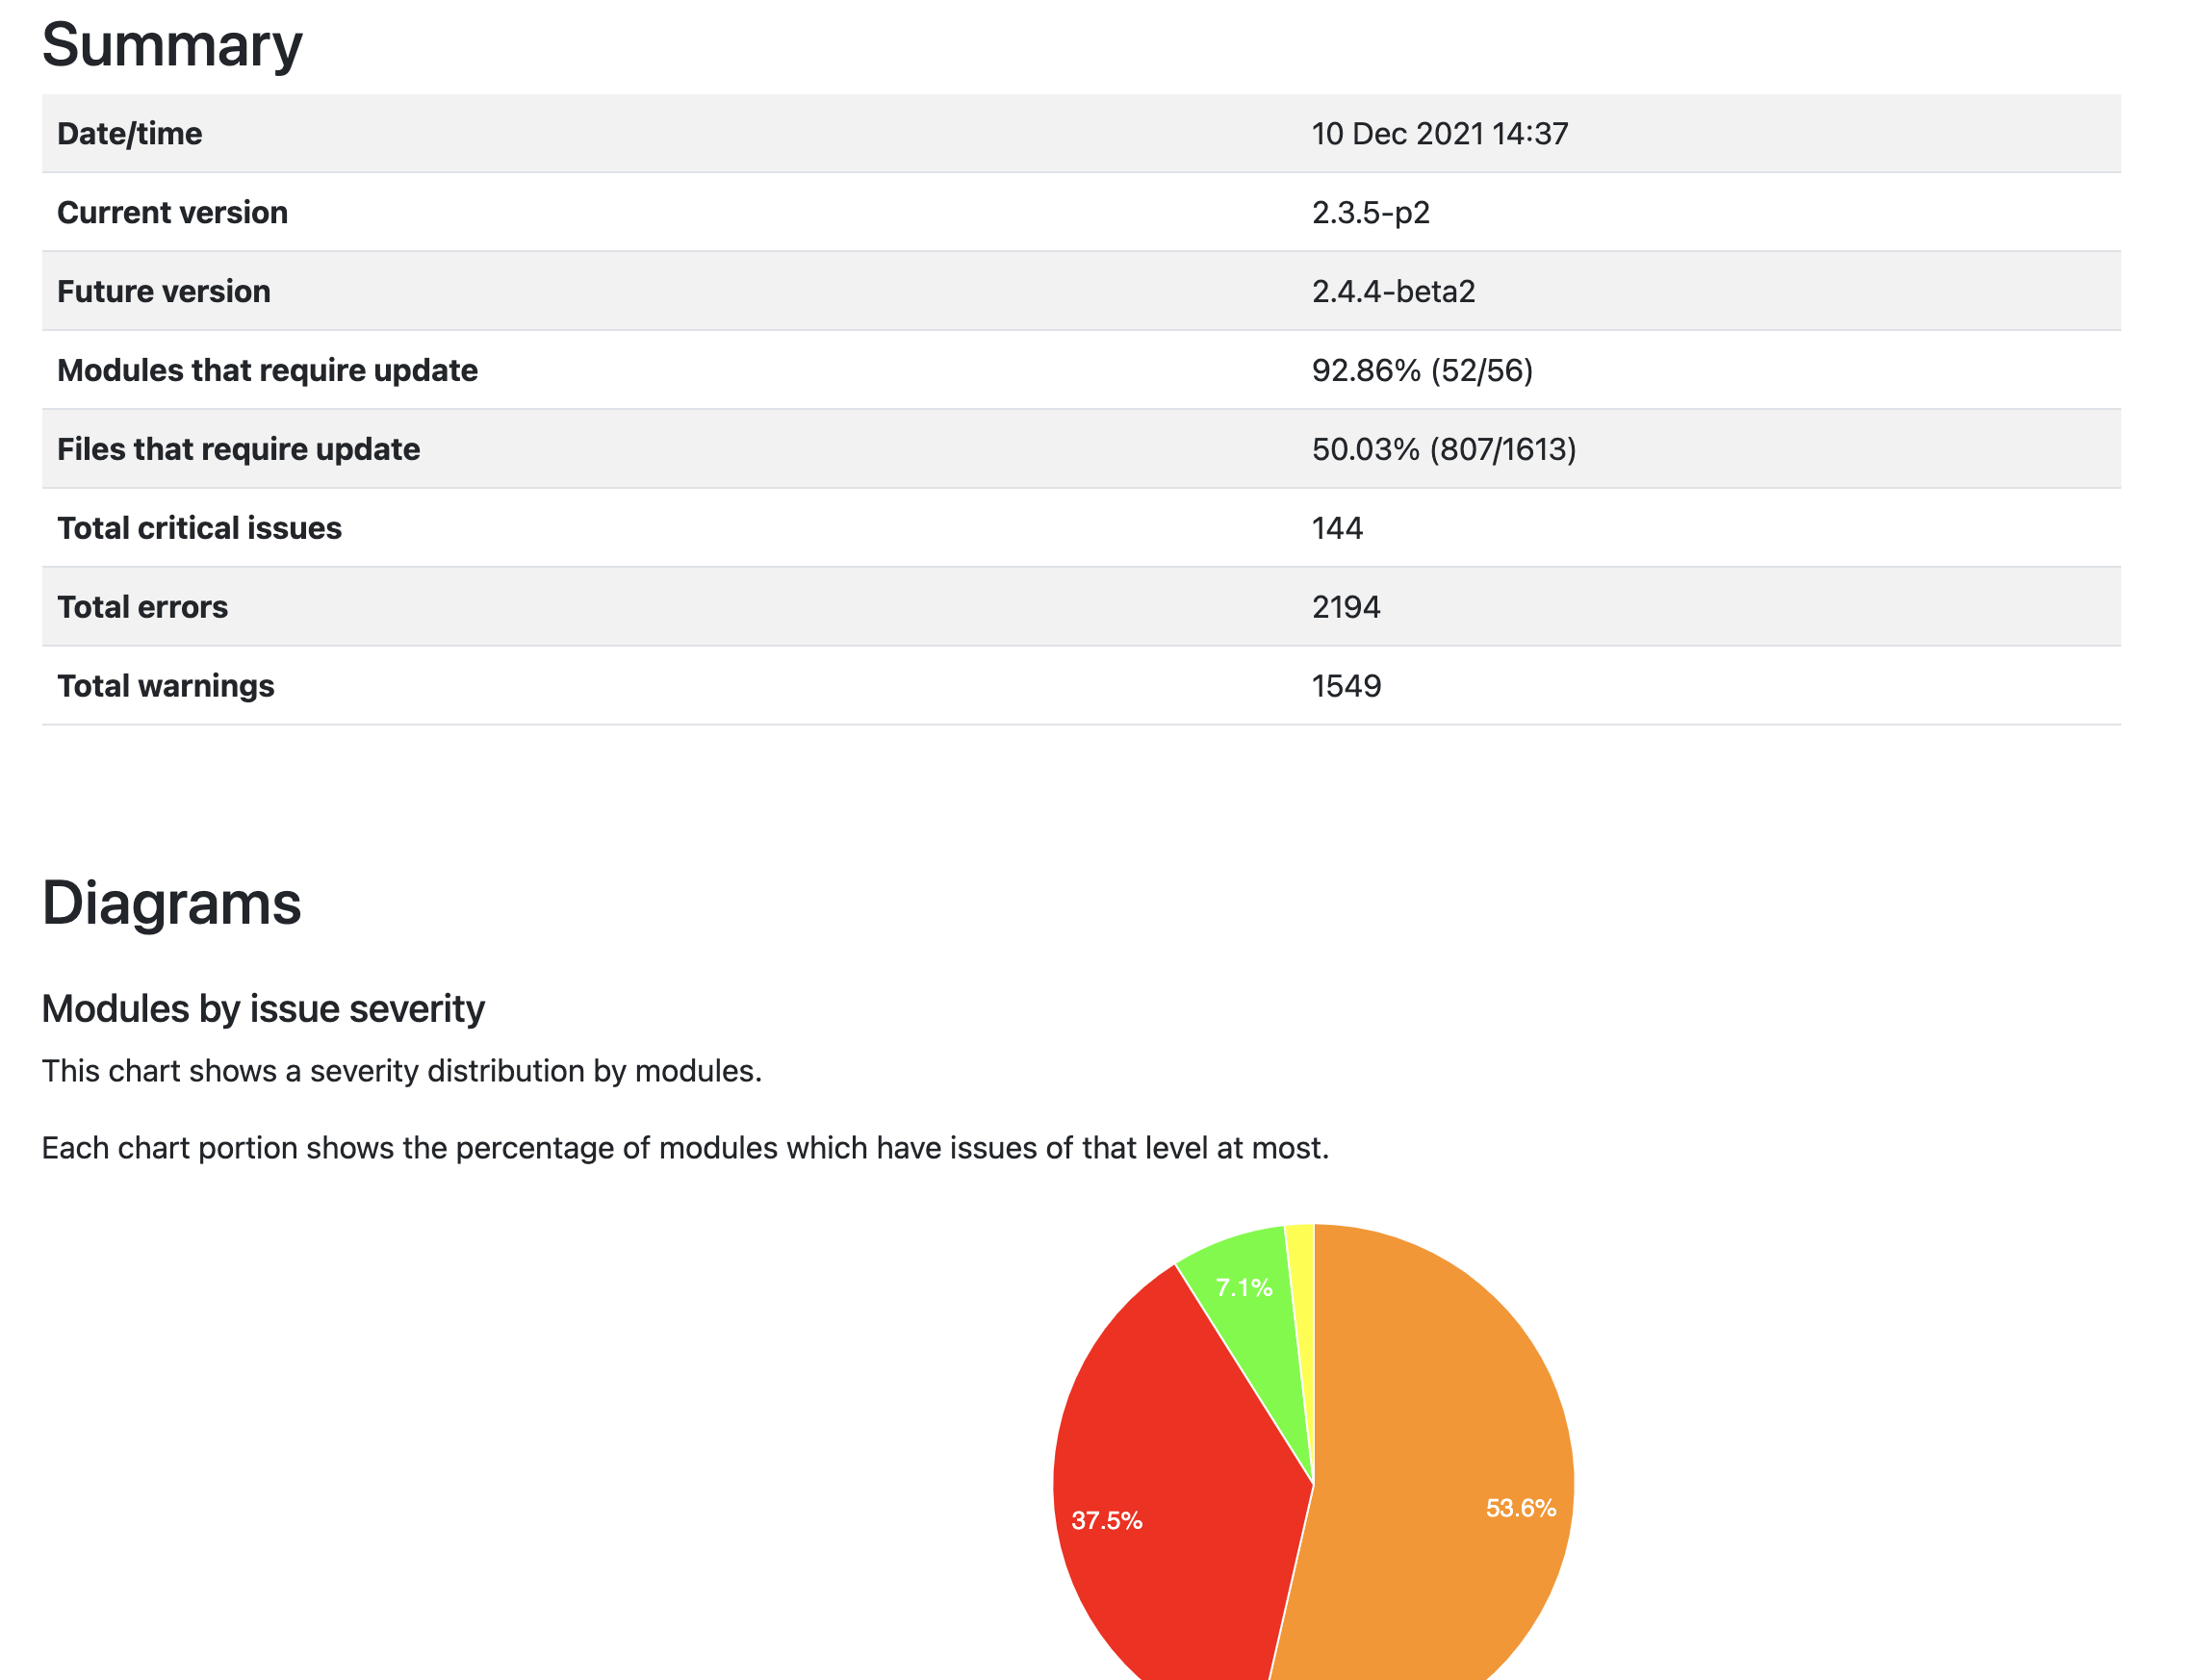 Summary
Date/time 10 Dec 2021 14:37
Current version 2.3.5-p2
Future version 2.4.4-beta2
Modules that require update 92.86% (52/56)
Files that require update 50.03% (807/1613)
Total critical issues 144
Total errors 2194
Total warnings 1549
Diagrams
Modules by issue severity
This chart shows a severity distribution by modules.
Each chart portion shows the percentage of modules which have issues of that level at most.
7.1%
53.6%
37.5%